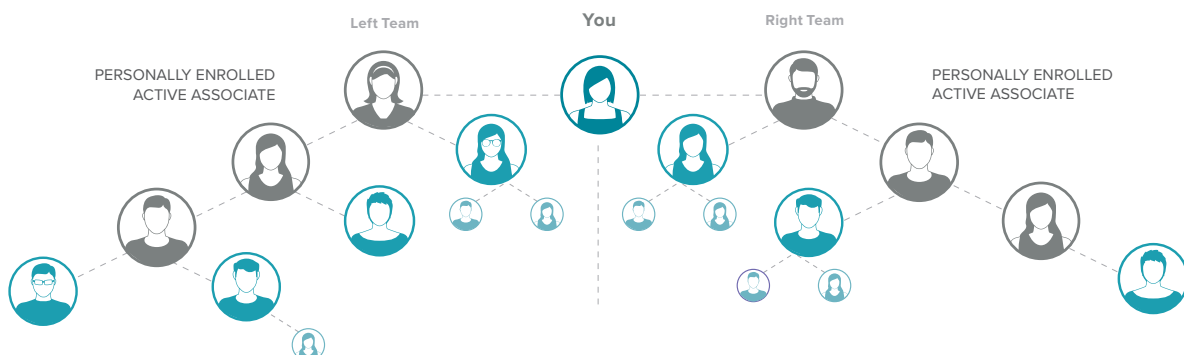 Left Team
You
Right Team
PERSONALLY ENROLLED
ACTIVE ASSOCIATE
PERSONALLY ENROLLED
ACTIVE ASSOCIATE